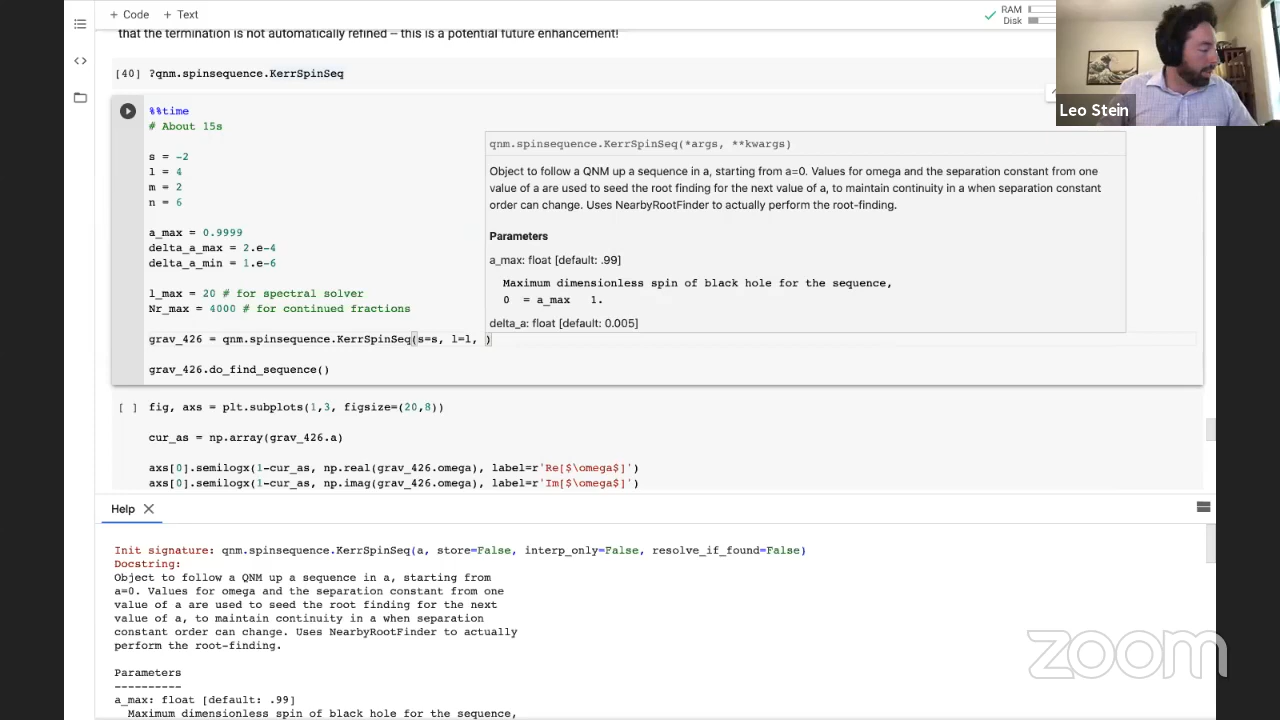 + Code + Text
RAM
Disk
that the termination is not automatically refined – this is a potential future enhancement!
[40] ?qnm.spinsequence.KerrSpinSeq
%%time
# About 15s
s = -2
l = 4
m = 2
n = 6
a_max = 0.9999
delta_a_max = 2.e-4
delta_a_min = 1.e-6
l_max = 20 # for spectral solver
Nr_max = 4000 # for continued fractions
grav_426 = qnm.spinsequence.KerrSpinSeq(s=s, l=l, )
grav_426.do_find_sequence()
qnm.spinsequence.KerrSpinSeq(*args, **kwargs)
Object to follow a QNM up a sequence in a, starting from a=0. Values for omega and the separation constant from one
value of a are used to seed the root finding for the next value of a, to maintain continuity in a when separation constant
order can change. Uses NearbyRootFinder to actually perform the root-finding.
Parameters
a_max: float [default: .99]
Maximum dimensionless spin of black hole for the sequence,
0 = a_max 1.
delta_a: float [default: 0.005]
[ ] fig, axs = plt.subplots(1,3, figsize=(20,8))
cur_as = np.array(grav_426.a)
axs[0].semilogx(1-cur_as, np.real(grav_426.omega), label=r'Re[$\omega$]')
axs[0].semilogx(1-cur_as, np.imag(grav_426.omega), label=r'Im[$\omega$]')
Help
Init signature: qnm.spinsequence.KerrSpinSeq(a, store=False, interp_only=False, resolve_if_found=False)
Docstring:
Object to follow a QNM up a sequence in a, starting from
a=0. Values for omega and the separation constant from one
value of a are used to seed the root finding for the next
value of a, to maintain continuity in a when separation
constant order can change. Uses NearbyRootFinder to actually
perform the root-finding.
Parameters
----------
a_max: float [default: .99]
Maximum dimensionless spin of black hole for the sequence,
Leo Stein
zoom